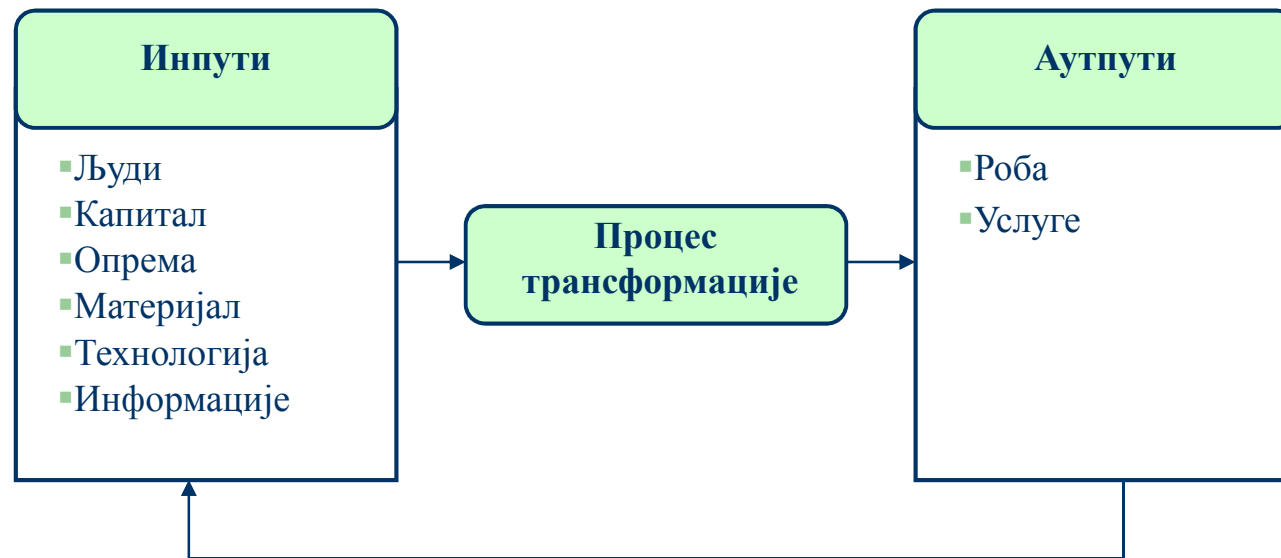 Инпути
Људи
Капитал
Опрема
Материјал
Технологија
Информације
Процес
трансформације
Аутпути
Роба
Услуге